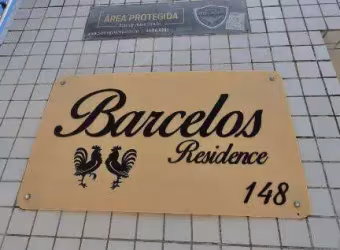 ÁREA PROTEGIDA
Barcelos
Residence
148